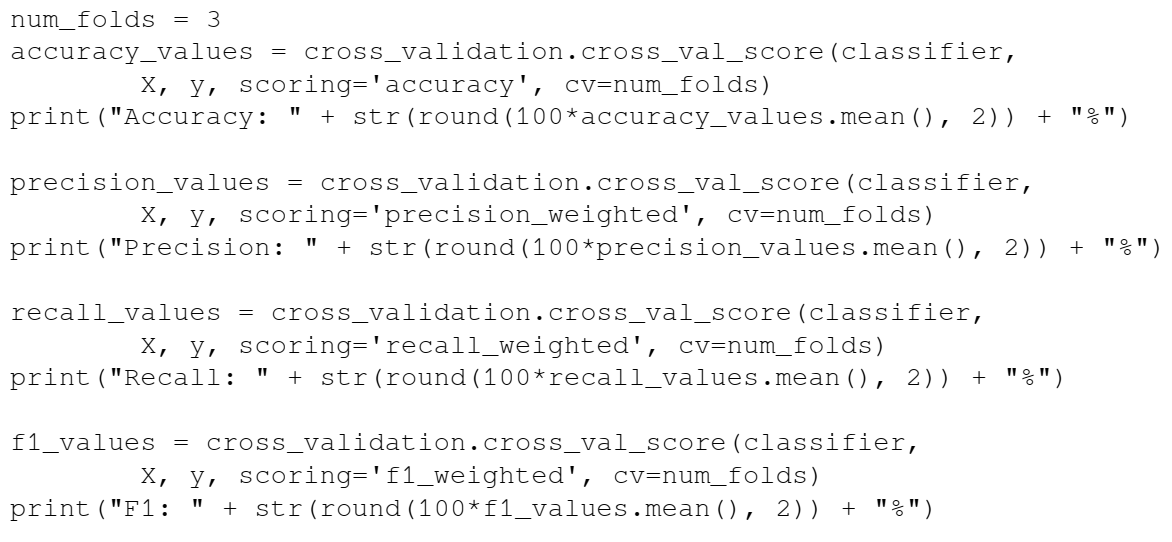 num_folds = 3
accuracy_values = cross_validation.cross_val_score(classifier,
        X, y, scoring='accuracy', cv=num_folds)
print("Accuracy: " + str(round(100*accuracy_values.mean(), 2)) + "%")

precision_values = cross_validation.cross_val_score(classifier,
        X, y, scoring='precision_weighted', cv=num_folds)
print("Precision: " + str(round(100*precision_values.mean(), 2)) + "%")

recall_values = cross_validation.cross_val_score(classifier,
        X, y, scoring='recall_weighted', cv=num_folds)
print("Recall: " + str(round(100*recall_values.mean(), 2)) + "%")

f1_values = cross_validation.cross_val_score(classifier,
        X, y, scoring='f1_weighted', cv=num_folds)
print("F1: " + str(round(100*f1_values.mean(), 2)) + "%")